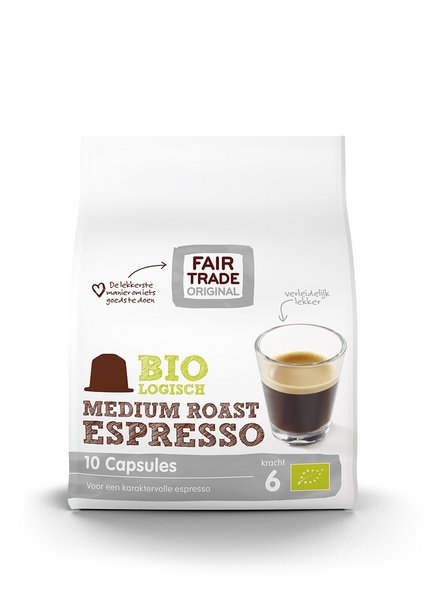 FAIR
TRADE
ORIGINAL
De lekkerste
manier om iets
goeds te doen
verleidelijk
lekker
BIO
LOGISCH
MEDIUM ROAST
ESPRESSO
10 Capsules
Voor een karaktervolle espresso
kracht
6